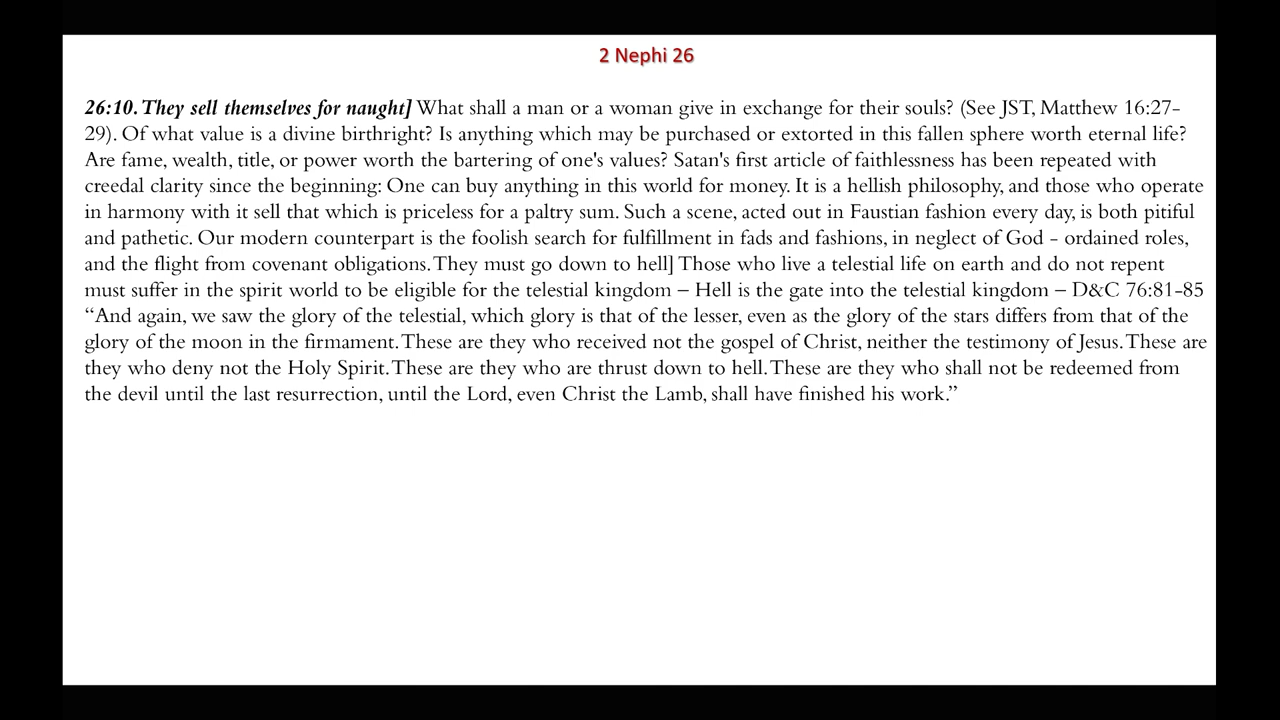 2 Nephi 26
26:10. They sell themselves for naught] What shall a man or a woman give in exchange for their souls? (See JST, Matthew 16:27-
29). Of what value is a divine birthright? Is anything which may be purchased or extorted in this fallen sphere worth eternal life?
Are fame, wealth, title, or power worth the bartering of one's values? Satan's first article of faithlessness has been repeated with
creedal clarity since the beginning: One can buy anything in this world for money. It is a hellish philosophy, and those who operate
in harmony with it sell that which is priceless for a paltry sum. Such a scene, acted out in Faustian fashion every day, is both pitiful
and pathetic. Our modern counterpart is the foolish search for fulfillment in fads and fashions, in neglect of God - ordained roles,
and the flight from covenant obligations. They must go down to hell] Those who live a telestial life on earth and do not repent
must suffer in the spirit world to be eligible for the telestial kingdom – Hell is the gate into the telestial kingdom – D&C 76:81-85
“And again, we saw the glory of the telestial, which glory is that of the lesser, even as the glory of the stars differs from that of the
glory of the moon in the firmament. These are they who received not the gospel of Christ, neither the testimony of Jesus. These are
they who deny not the Holy Spirit. These are they who are thrust down to hell. These are they who shall not be redeemed from
the devil until the last resurrection, until the Lord, even Christ the Lamb, shall have finished his work.”